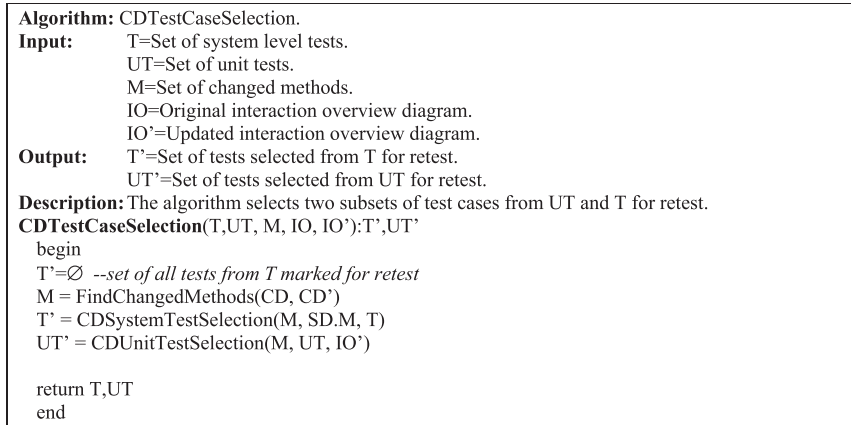 Algorithm: CDTestCaseSelection.
Input: T=Set of system level tests.
UT=Set of unit tests.
M=Set of changed methods.
IO=Original interaction overview diagram.
IO’=Updated interaction overview diagram.
Output: T’=Set of tests selected from T for retest.
UT’=Set of tests selected from UT for retest.
Description: The algorithm selects two subsets of test cases from UT and T for retest.
CDTestCaseSelection(T,UT, M, IO, IO’):T’,UT’
begin
T’=∅ --set of all tests from T marked for retest
M = FindChangedMethods(CD, CD’)
T’ = CDSystemTestSelection(M, SD.M, T)
UT’ = CDUnitTestSelection(M, UT, IO’)
return T,UT
end